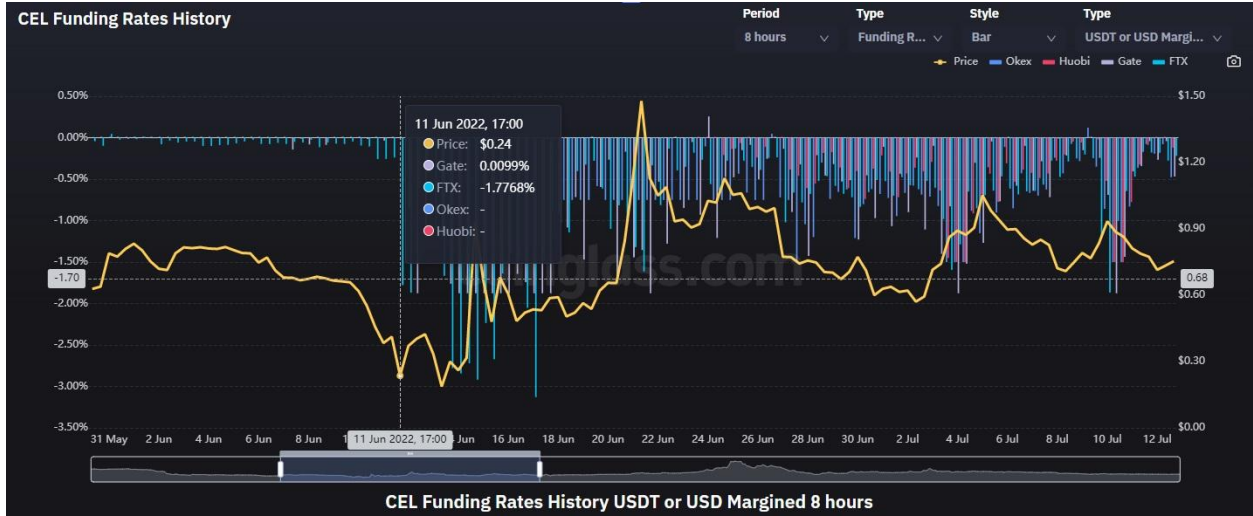 CEL Funding Rates History
Period Type Style Type
8 hours Funding R... Bar USDT or USD Margi...
Price Okex Huobi Gate FTX
0.50% $1.50
11 Jun 2022, 17:00
Price: $0.24
0.00%
Gate: 0.0099%
$1.20
FTX: -1.7768%
-0.50%
Okex: -
Huobi: -
-1.00% $0.90
-1.50%
glass.com
-1.70 0.68
-2.00% $0.60
-2.50% $0.30
-3.00%
-3.50% $0.00
31 May 2 Jun 4 Jun 6 Jun 8 Jun 11 Jun 2022, 17:00 Jun 16 Jun 18 Jun 20 Jun 22 Jun 24 Jun 26 Jun 28 Jun 30 Jun 2 Jul 4 Jul 6 Jul 8 Jul 10 Jul 12 Jul
CEL Funding Rates History USDT or USD Margined 8 hours